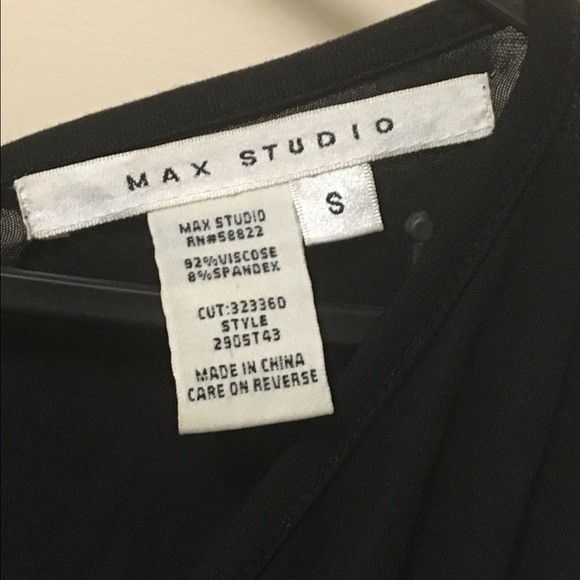 MAX STUDIO
S
MAX STUDIO
RN#58822
92%VISCOSE
8%SPANDEX
CUT:32336D
STYLE
2905T43
MADE IN CHINA
CARE ON REVERSE